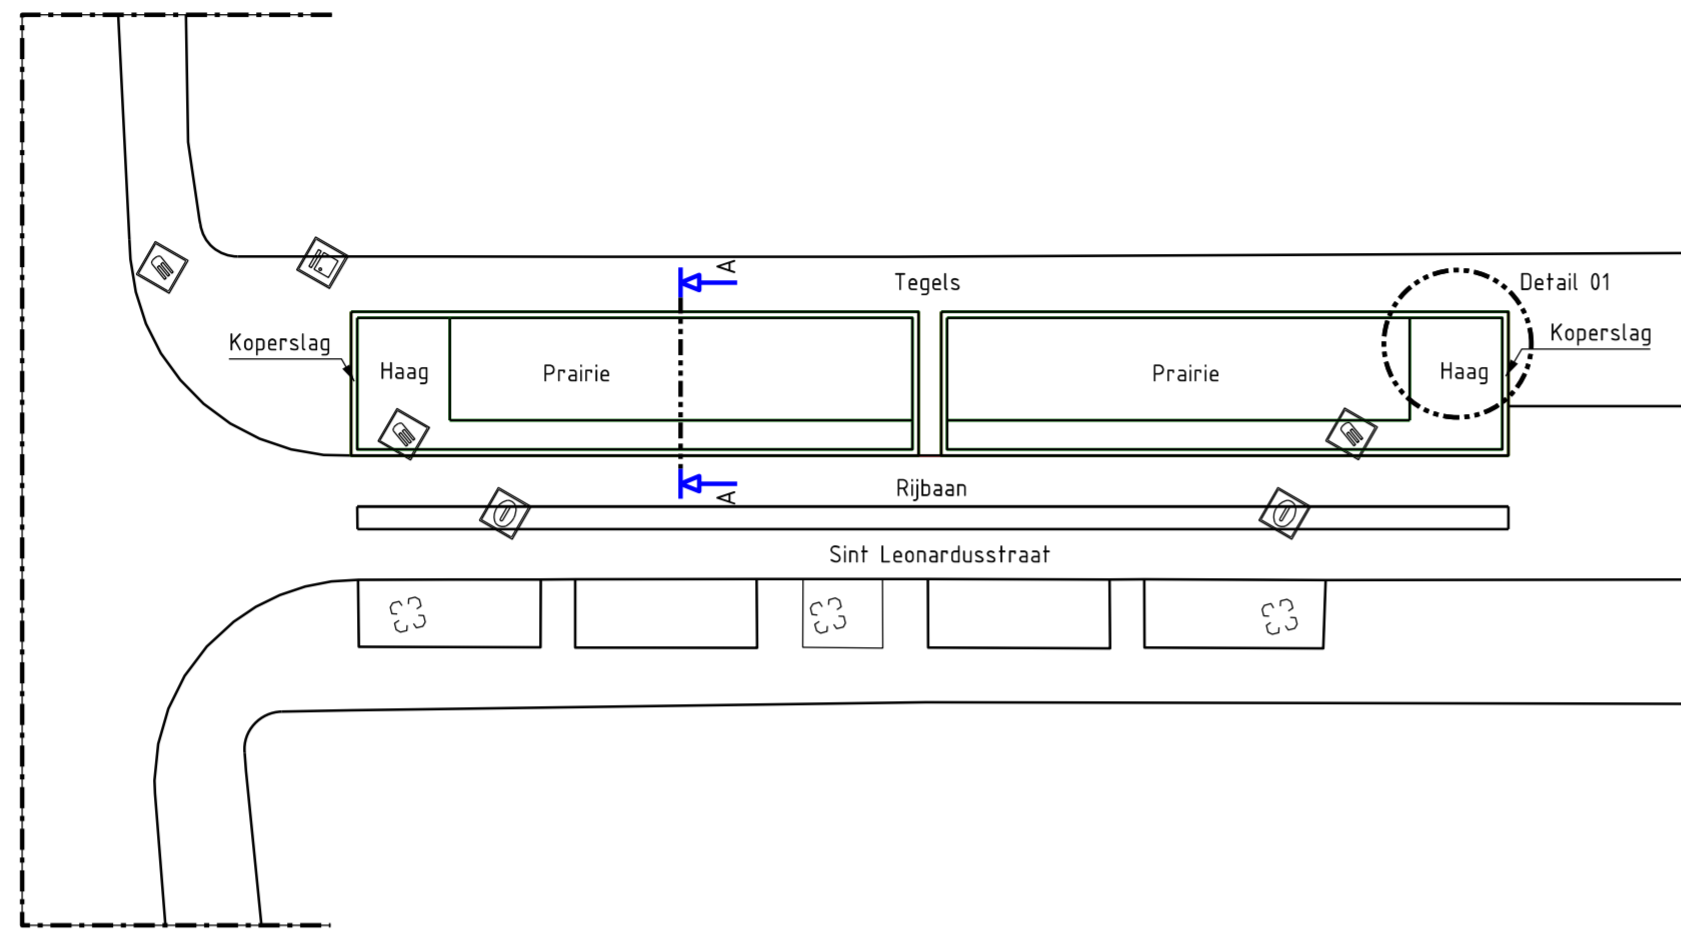 A
Tegels
Detail 01
Koperslag
Koperslag
Haag
Prairie
Prairie
Haag
A
Rijbaan
Sint Leonardusstraat